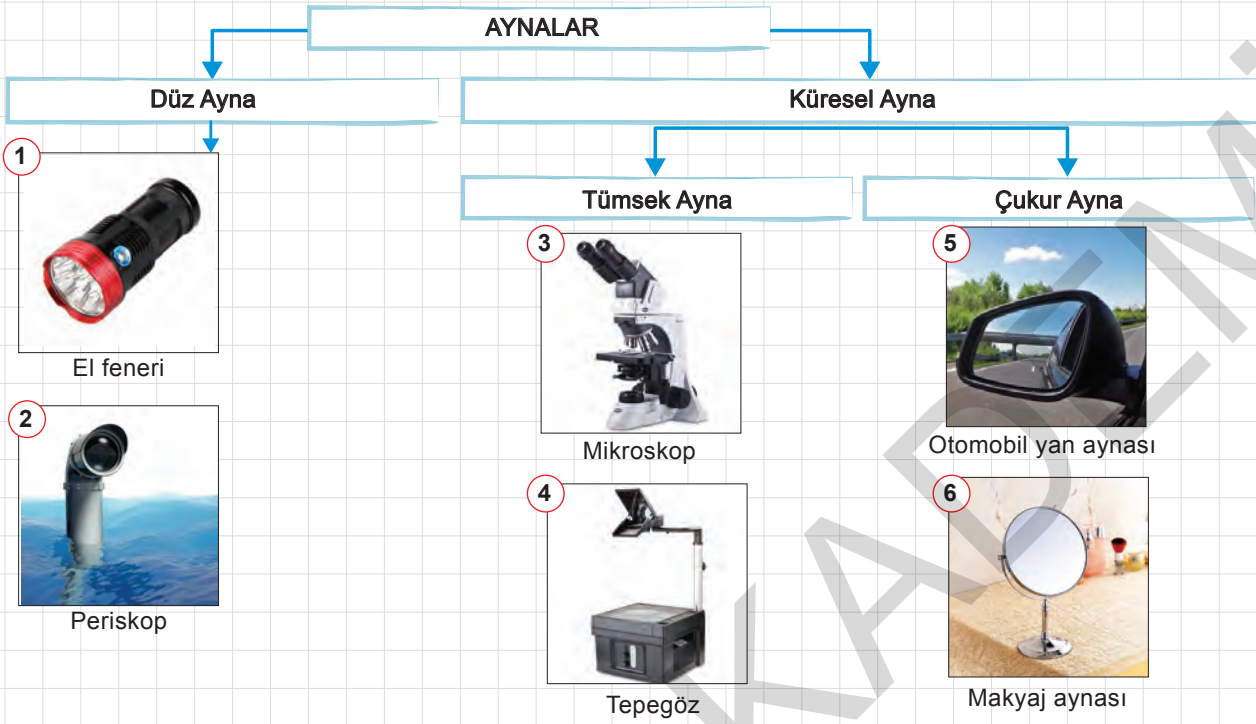 AYNALAR
Düz Ayna
Küresel Ayna
Tümsek Ayna
Çukur Ayna
1
El feneri
2
Periskop
3
Mikroskop
4
Tepegöz
5
Otomobil yan aynası
6
Makyaj aynası
KADEMİ